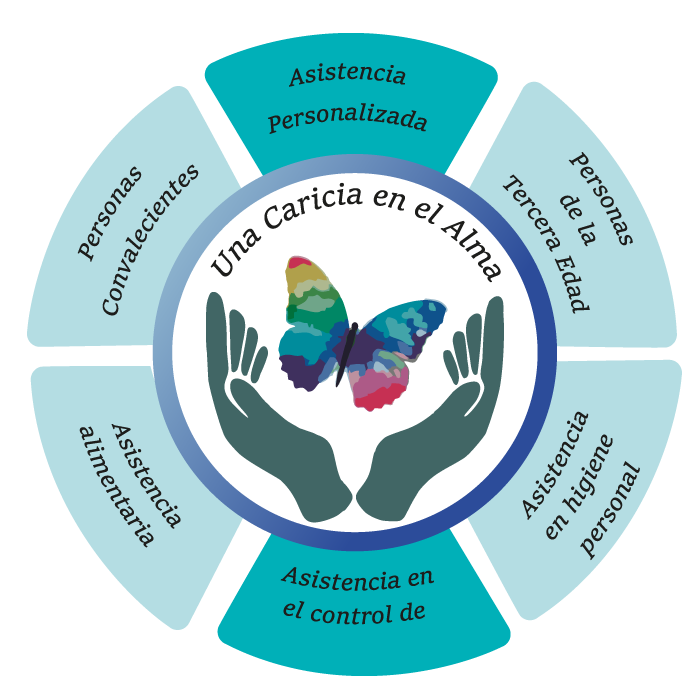 Asistencia
Personalizada
Personas
de la
Tercera Edad
Asistencia
en higiene
personal
Asistencia en
el control de
Asistencia
alimentaria
Personas
Convalecientes
Una Caricia en el Alma